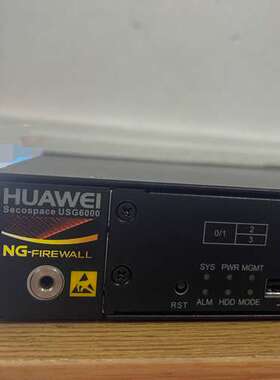 HUAWEI
Secospace USG6000
NG-FIREWALL
0/1
2
3
SYS PWR MGMT
RST
ALM HDD MODE